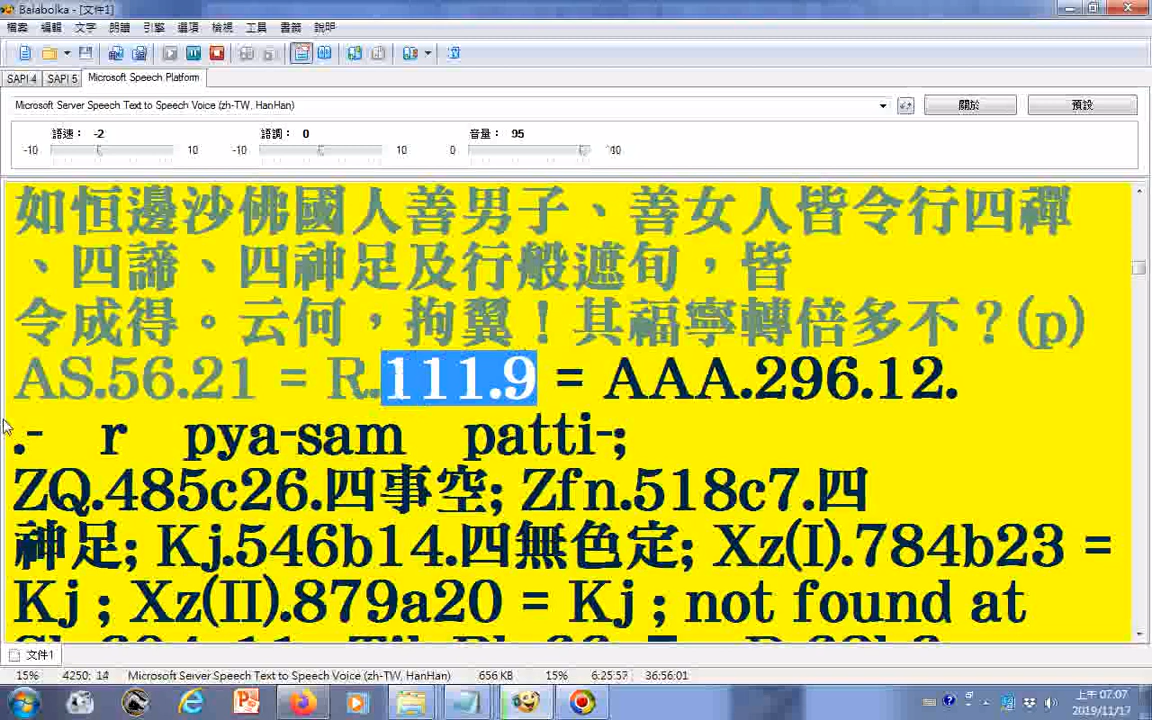 Balabolka - [文件1]
檔案 編輯 文字 朗讀 引擎 選項 檢視 工具 書籤 說明
SAPI 4 SAPI 5 Microsoft Speech Platform
Microsoft Server Speech Text to Speech Voice (zh-TW, HanHan) 關於 預設
語速： -2 語調： 0 音量： 95
-10 10 -10 10 0
如恒邊沙佛國人善男子、善女人皆令行四禪
、四諦、四神足及行般遮旬，皆
令成得。云何，拘翼！其福寧轉倍多不？(p)
AS.56.21 = R.111.9 = AAA.296.12.
.- r pya-sam patti-;
ZQ.485c26.四事空; Zfn.518c7.四
神足; Kj.546b14.四無色定; Xz(I).784b23 =
Kj ; Xz(II).879a20 = Kj ; not found at
文件1
15% 4250; 14 Microsoft Server Speech Text to Speech Voice (zh-TW, HanHan) 656 KB 15% 6:25:57 36:56:01
上午 07:07
2019/11/17